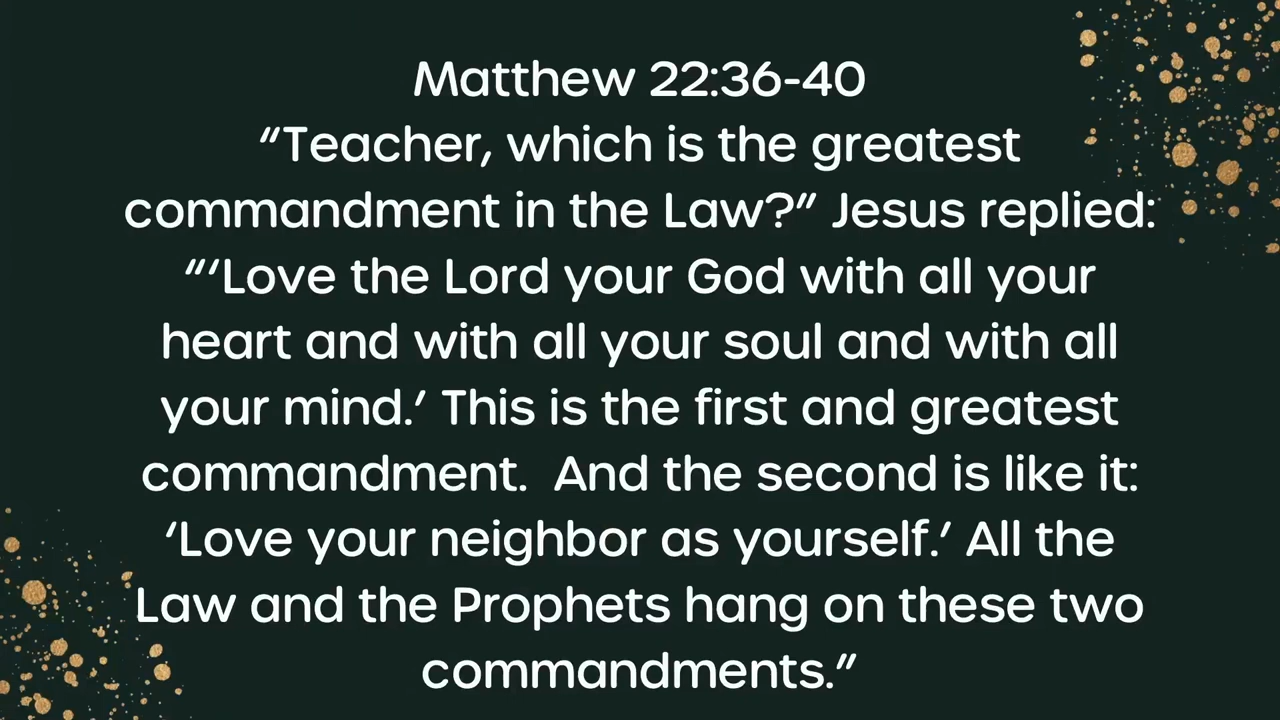 Matthew 22:36-40
“Teacher, which is the greatest
commandment in the Law?” Jesus replied:
“‘Love the Lord your God with all your
heart and with all your soul and with all
your mind.’ This is the first and greatest
commandment.  And the second is like it:
‘Love your neighbor as yourself.’ All the
Law and the Prophets hang on these two
commandments.”